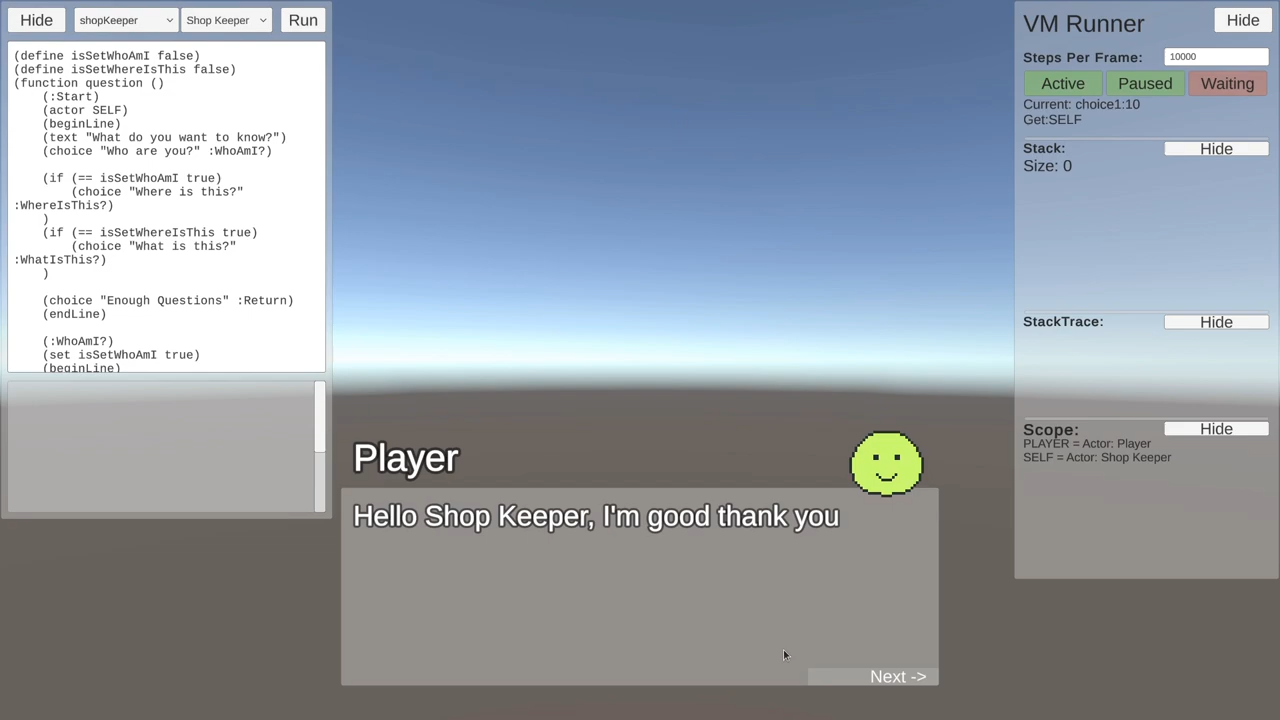 Hide shopKeeper Shop Keeper Run
(define isSetWhoAmI false)
(define isSetWhereIsThis false)
(function question ()
    (:Start)
    (actor SELF)
    (beginLine)
    (text "What do you want to know?")
    (choice "Who are you?" :WhoAmI?)
    (if (== isSetWhoAmI true)
        (choice "Where is this?"
:WhereIsThis?)
    )
    (if (== isSetWhereIsThis true)
        (choice "What is this?"
:WhatIsThis?)
    )
    (choice "Enough Questions" :Return)
    (endLine)
    (:WhoAmI?)
    (set isSetWhoAmI true)
    (beginLine)
Player
Hello Shop Keeper, I'm good thank you
Next ->
VM Runner Hide
Steps Per Frame: 10000
Active Paused Waiting
Current: choice1:10
Get:SELF
Stack: Hide
Size: 0
StackTrace: Hide
Scope: Hide
PLAYER = Actor: Player
SELF = Actor: Shop Keeper